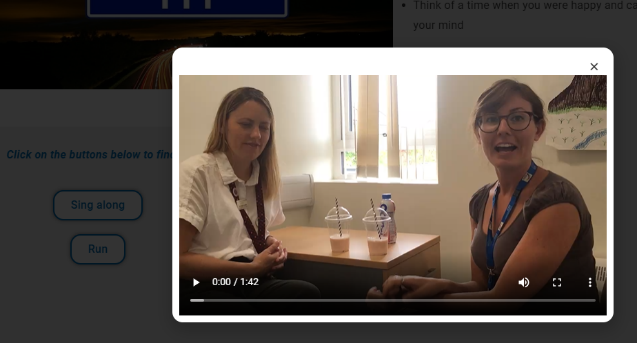 Think of a time when you were happy and ca
your mind
Click on the buttons below to fin
Sing along
Run
0:00 / 1:42